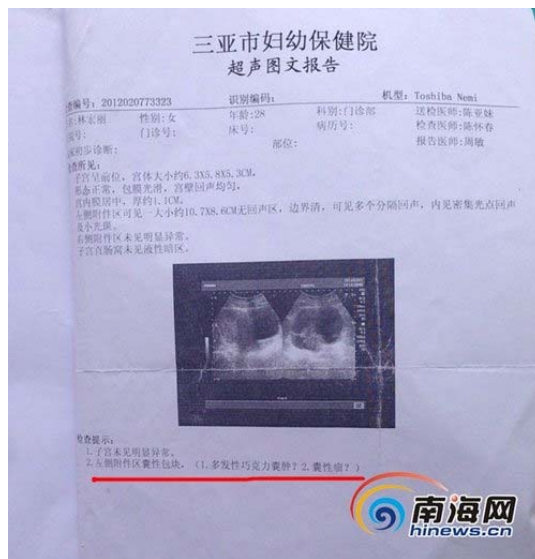 三亚市妇幼保健院
超声图文报告
查编号：2012020773323 识别编码： 机型：Toshiba Nemi
林宏丽 性别:女 年龄:28 科别:门诊部 送检医师:陈亚妹
号: 门诊号: 床号: 病历号: 检查医师:陈怀春
初步诊断: 部位: 报告医师:周敏
查所见:
子宫呈前位，宫体大小约6.3X5.8X5.3CM，
形态正常，包膜光滑，宫壁回声均匀，
宫内膜居中，厚约1.1CM。
左侧附件区可见一大小约10.7X8.6CM无回声区，边界清，可见多个分隔回声，内见密集光点回声
及小光斑。
右侧附件区未见明显异常。
子宫直肠窝未见液性暗区。
检查提示:
1.子宫未见明显异常。
2.左侧附件区囊性包块。（1.多发性巧克力囊肿？2.囊性瘤？）
南海网
hinews.cn